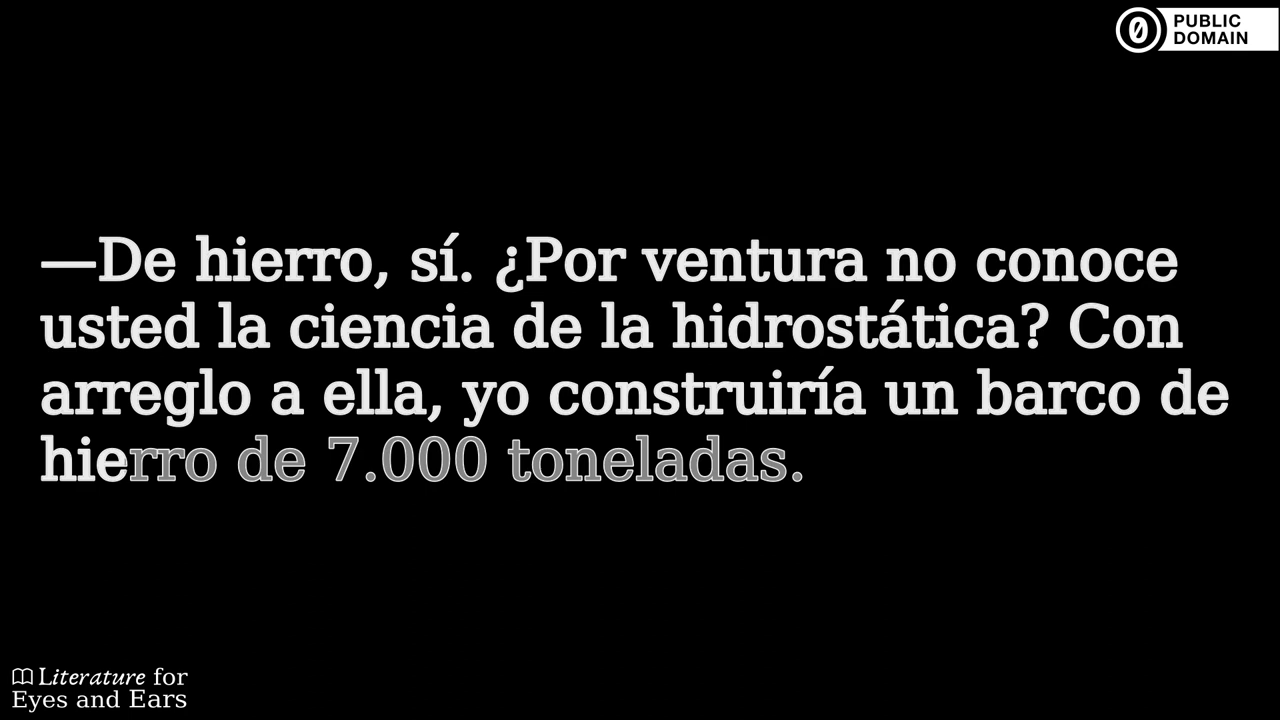 PUBLIC
DOMAIN
—De hierro, sí. ¿Por ventura no conoce
usted la ciencia de la hidrostática? Con
arreglo a ella, yo construiría un barco de
hierro de 7.000 toneladas.
Literature for
Eyes and Ears